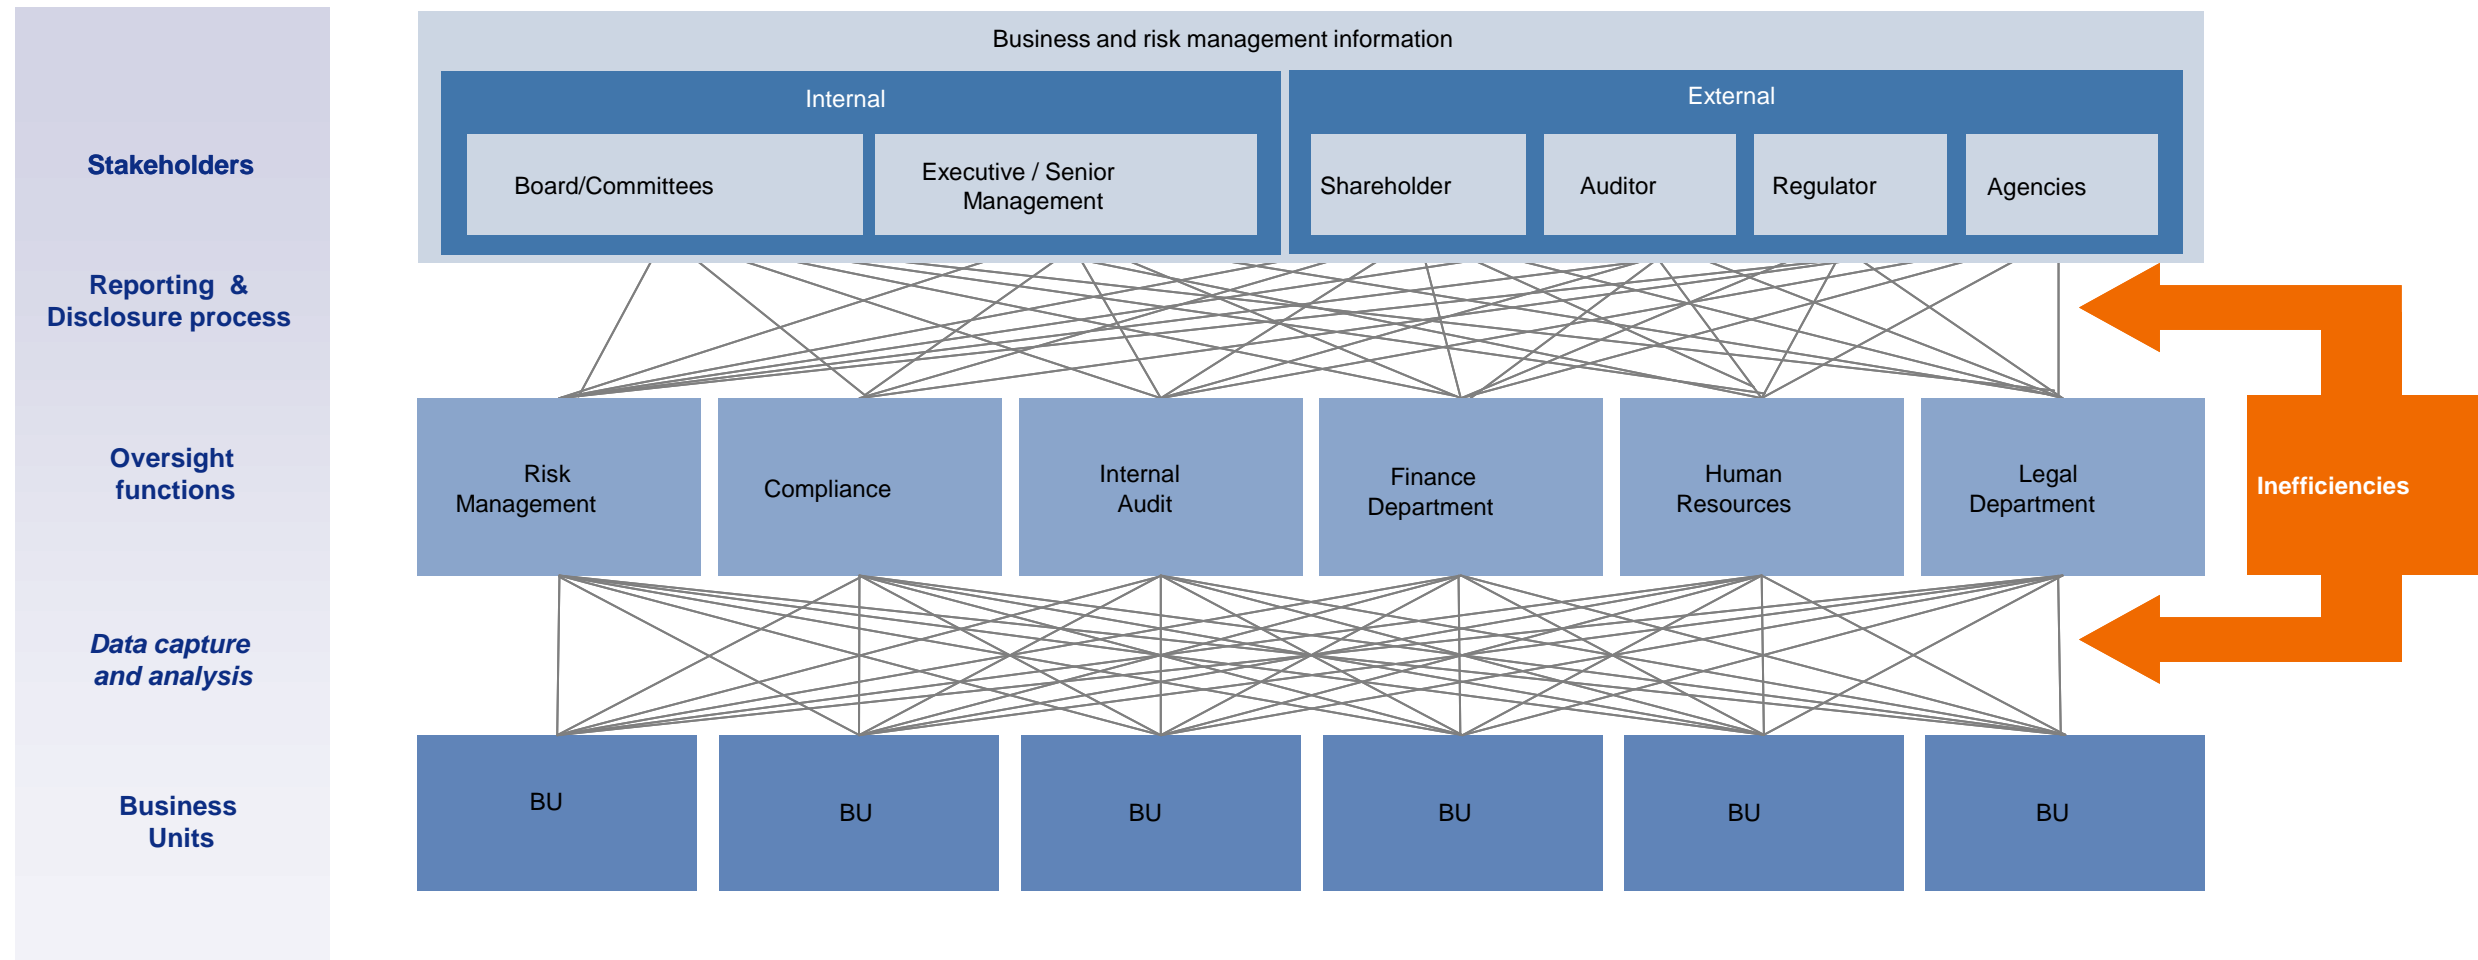 Business and risk management information
Internal
External
Stakeholders
Board/Committees
Executive / Senior
Management
Shareholder
Auditor
Regulator
Agencies
Reporting &
Disclosure process
Oversight
functions
Risk
Management
Compliance
Internal
Audit
Finance
Department
Human
Resources
Legal
Department
Inefficiencies
Data capture
and analysis
Business
Units
BU
BU
BU
BU
BU
BU